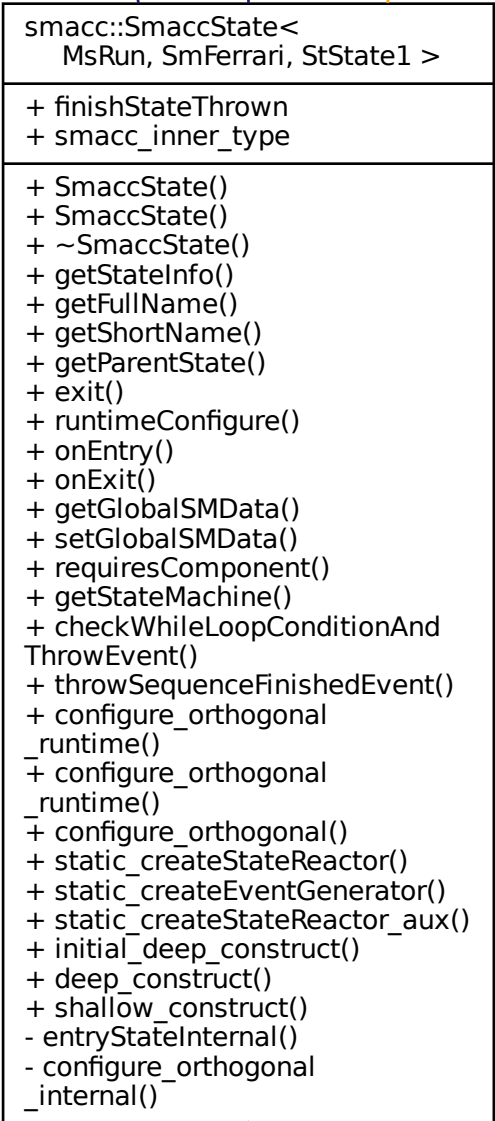 smacc::SmaccState<
MsRun, SmFerrari, StState1 >
+ finishStateThrown
+ smacc_inner_type
+ SmaccState()
+ SmaccState()
+ ~SmaccState()
+ getStateInfo()
+ getFullName()
+ getShortName()
+ getParentState()
+ exit()
+ runtimeConfigure()
+ onEntry()
+ onExit()
+ getGlobalSMData()
+ setGlobalSMData()
+ requiresComponent()
+ getStateMachine()
+ checkWhileLoopConditionAnd
ThrowEvent()
+ throwSequenceFinishedEvent()
+ configure_orthogonal
_runtime()
+ configure_orthogonal
_runtime()
+ configure_orthogonal()
+ static_createStateReactor()
+ static_createEventGenerator()
+ static_createStateReactor_aux()
+ initial_deep_construct()
+ deep_construct()
+ shallow_construct()
- entryStateInternal()
- configure_orthogonal
_internal()